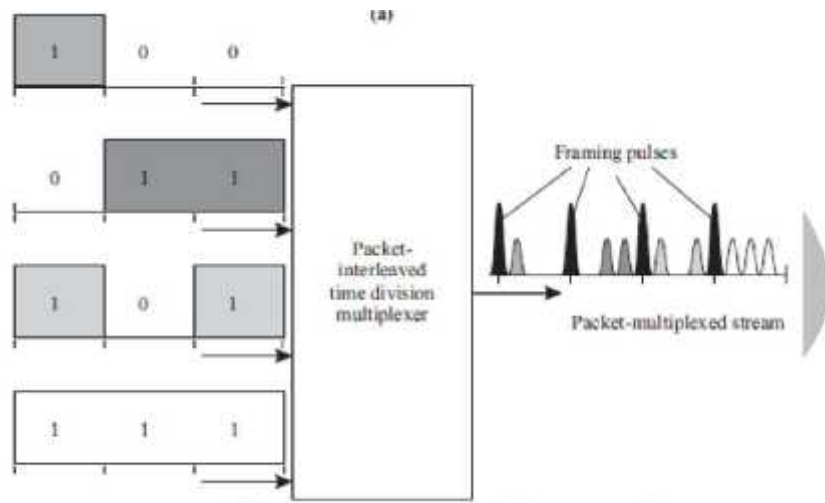 (a)
1 0 0
0 1 1
1 0 1
1 1 1
Packet-
interleaved
time division
multiplexer
Framing pulses
Packet-multiplexed stream